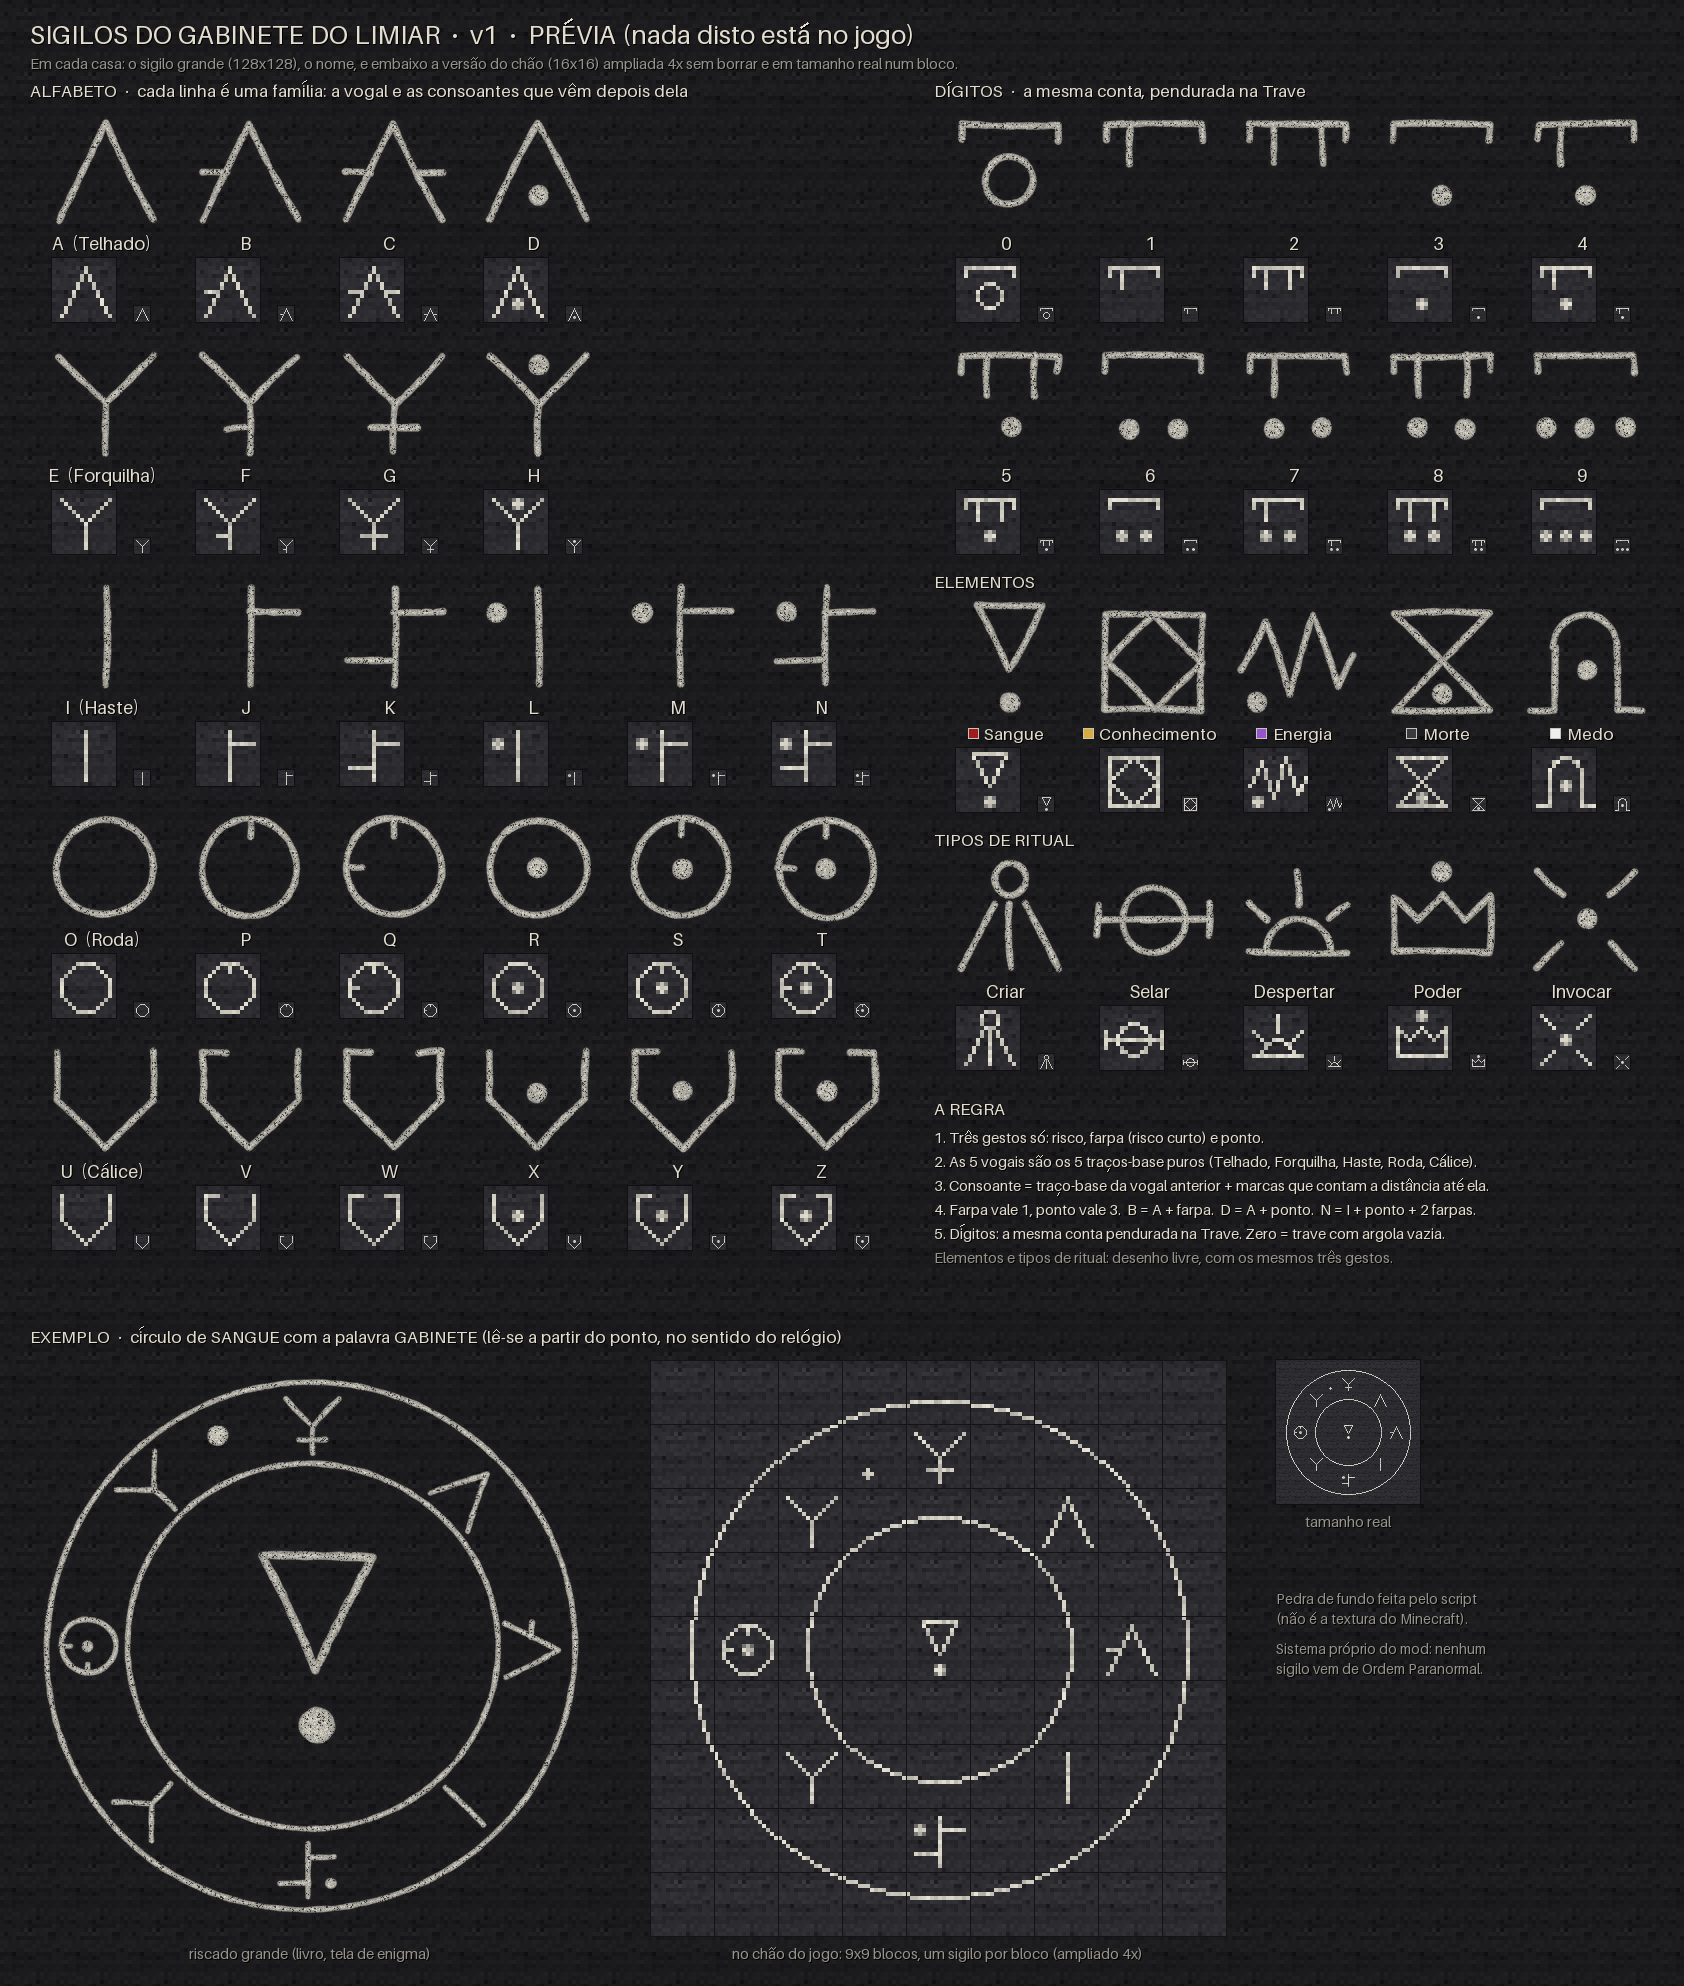 SIGILOS DO GABINETE DO LIMIAR · v1 · PRÉVIA (nada disto está no jogo)
Em cada casa: o sigilo grande (128x128), o nome, e embaixo a versão do chão (16x16) ampliada 4x sem borrar e em tamanho real num bloco.
ALFABETO · cada linha é uma família: a vogal e as consoantes que vêm depois dela
A (Telhado) B C D
E (Forquilha) F G H
I (Haste) J K L M N
O (Roda) P Q R S T
U (Cálice) V W X Y Z
DÍGITOS · a mesma conta, pendurada na Trave
0 1 2 3 4
5 6 7 8 9
ELEMENTOS
Sangue Conhecimento Energia Morte Medo
TIPOS DE RITUAL
Criar Selar Despertar Poder Invocar
A REGRA
1. Três gestos só: risco, farpa (risco curto) e ponto.
2. As 5 vogais são os 5 traços-base puros (Telhado, Forquilha, Haste, Roda, Cálice).
3. Consoante = traço-base da vogal anterior + marcas que contam a distância até ela.
4. Farpa vale 1, ponto vale 3. B = A + farpa. D = A + ponto. N = I + ponto + 2 farpas.
5. Dígitos: a mesma conta pendurada na Trave. Zero = trave com argola vazia.
Elementos e tipos de ritual: desenho livre, com os mesmos três gestos.
EXEMPLO · círculo de SANGUE com a palavra GABINETE (lê-se a partir do ponto, no sentido do relógio)
riscado grande (livro, tela de enigma)
no chão do jogo: 9x9 blocos, um sigilo por bloco (ampliado 4x)
tamanho real
Pedra de fundo feita pelo script
(não é a textura do Minecraft).
Sistema próprio do mod: nenhum
sigilo vem de Ordem Paranormal.